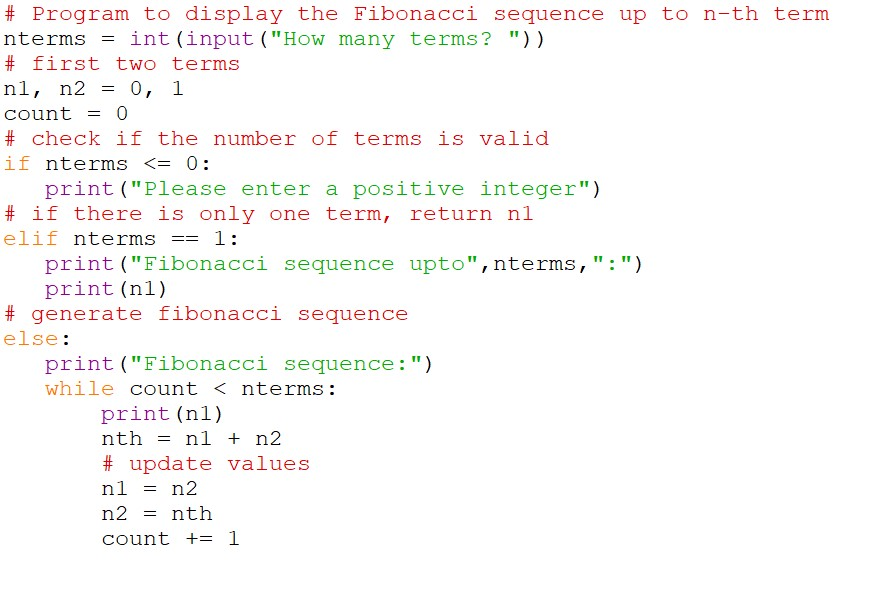 # Program to display the Fibonacci sequence up to n-th term
nterms = int(input("How many terms? "))
# first two terms
n1, n2 = 0, 1
count = 0
# check if the number of terms is valid
if nterms <= 0:
   print("Please enter a positive integer")
# if there is only one term, return n1
elif nterms == 1:
   print("Fibonacci sequence upto",nterms,":")
   print(n1)
# generate fibonacci sequence
else:
   print("Fibonacci sequence:")
   while count < nterms:
       print(n1)
       nth = n1 + n2
       # update values
       n1 = n2
       n2 = nth
       count += 1